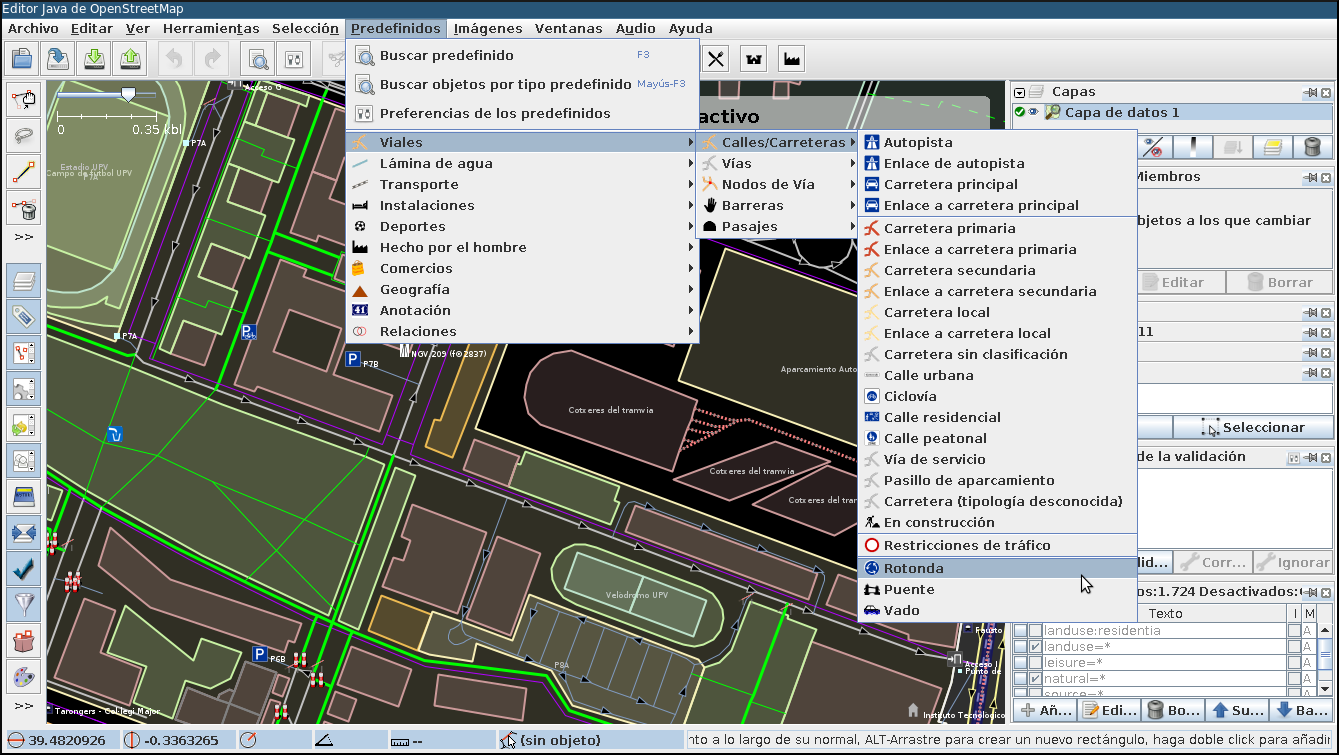 Editor Java de OpenStreetMap
Archivo Editar Ver Herramientas Selección Predefinidos Imágenes Ventanas Audio Ayuda
Buscar predefinido F3
Buscar objetos por tipo predefinido Mayús-F3
Preferencias de los predefinidos
Viales
Lámina de agua
Transporte
Instalaciones
Deportes
Hecho por el hombre
Comercios
Geografía
Anotación
Relaciones
Calles/Carreteras
Vías
Nodos de Vía
Barreras
Pasajes
Autopista
Enlace de autopista
Carretera principal
Enlace a carretera principal
Carretera primaria
Enlace a carretera primaria
Carretera secundaria
Enlace a carretera secundaria
Carretera local
Enlace a carretera local
Carretera sin clasificación
Calle urbana
Ciclovía
Calle residencial
Calle peatonal
Vía de servicio
Pasillo de aparcamiento
Carretera {tipología desconocida}
En construcción
Restricciones de tráfico
Rotonda
Puente
Vado
activo
Acceso G
0 0.35 kbl
P7A
Estadio UPV
Campo de futbol UPV
P7A
P7B
NGV 209 (f⊙2837)
Aparcamiento Auto
Cotxeres del tramvia
Cotxeres del tramvia
Cotxeres del tram
Velòdromo UPV
P8A
P6B
Tarongers - Col·legi Major
Fausto
Acceso J
Punto de
Instituto Tecnológico
>>
>>
Capas
Capa de datos 1
Miembros
bjetos a los que cambiar
Editar Borrar
11
Seleccionar
de la validación
lid... Corr... Ignorar
os:1.724 Desactivados:
Texto I M
landuse:residentia M
landuse=* M
leisure=* M
natural=* M
source=*
Añ... Edi... Bo... Su... Ba...
39.4820926 -0.3363265 -- (sin objeto) nto a lo largo de su normal, ALT-Arrastre para crear un nuevo rectángulo, haga doble click para añadir